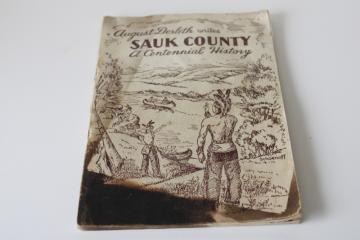 August Derleth writes
SAUK COUNTY
A Centennial History